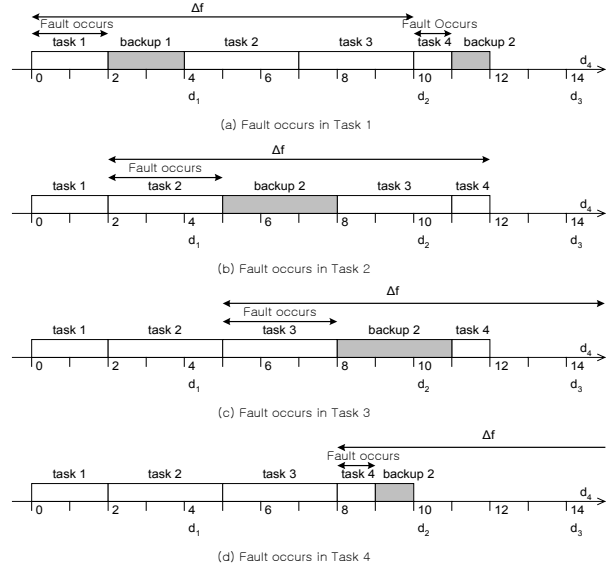 Δf
Fault occurs
Fault Occurs
task 1 backup 1 task 2 task 3 task 4 backup 2
d4
0 2 4 6 8 10 12 14
d1 d2 d3
(a) Fault occurs in Task 1
Δf
Fault occurs
task 1 task 2 backup 2 task 3 task 4
d4
0 2 4 6 8 10 12 14
d1 d2 d3
(b) Fault occurs in Task 2
Δf
Fault occurs
task 1 task 2 task 3 backup 2 task 4
d4
0 2 4 6 8 10 12 14
d1 d2 d3
(c) Fault occurs in Task 3
Δf
Fault occurs
task 1 task 2 task 3 task 4 backup 2
d4
0 2 4 6 8 10 12 14
d1 d2 d3
(d) Fault occurs in Task 4